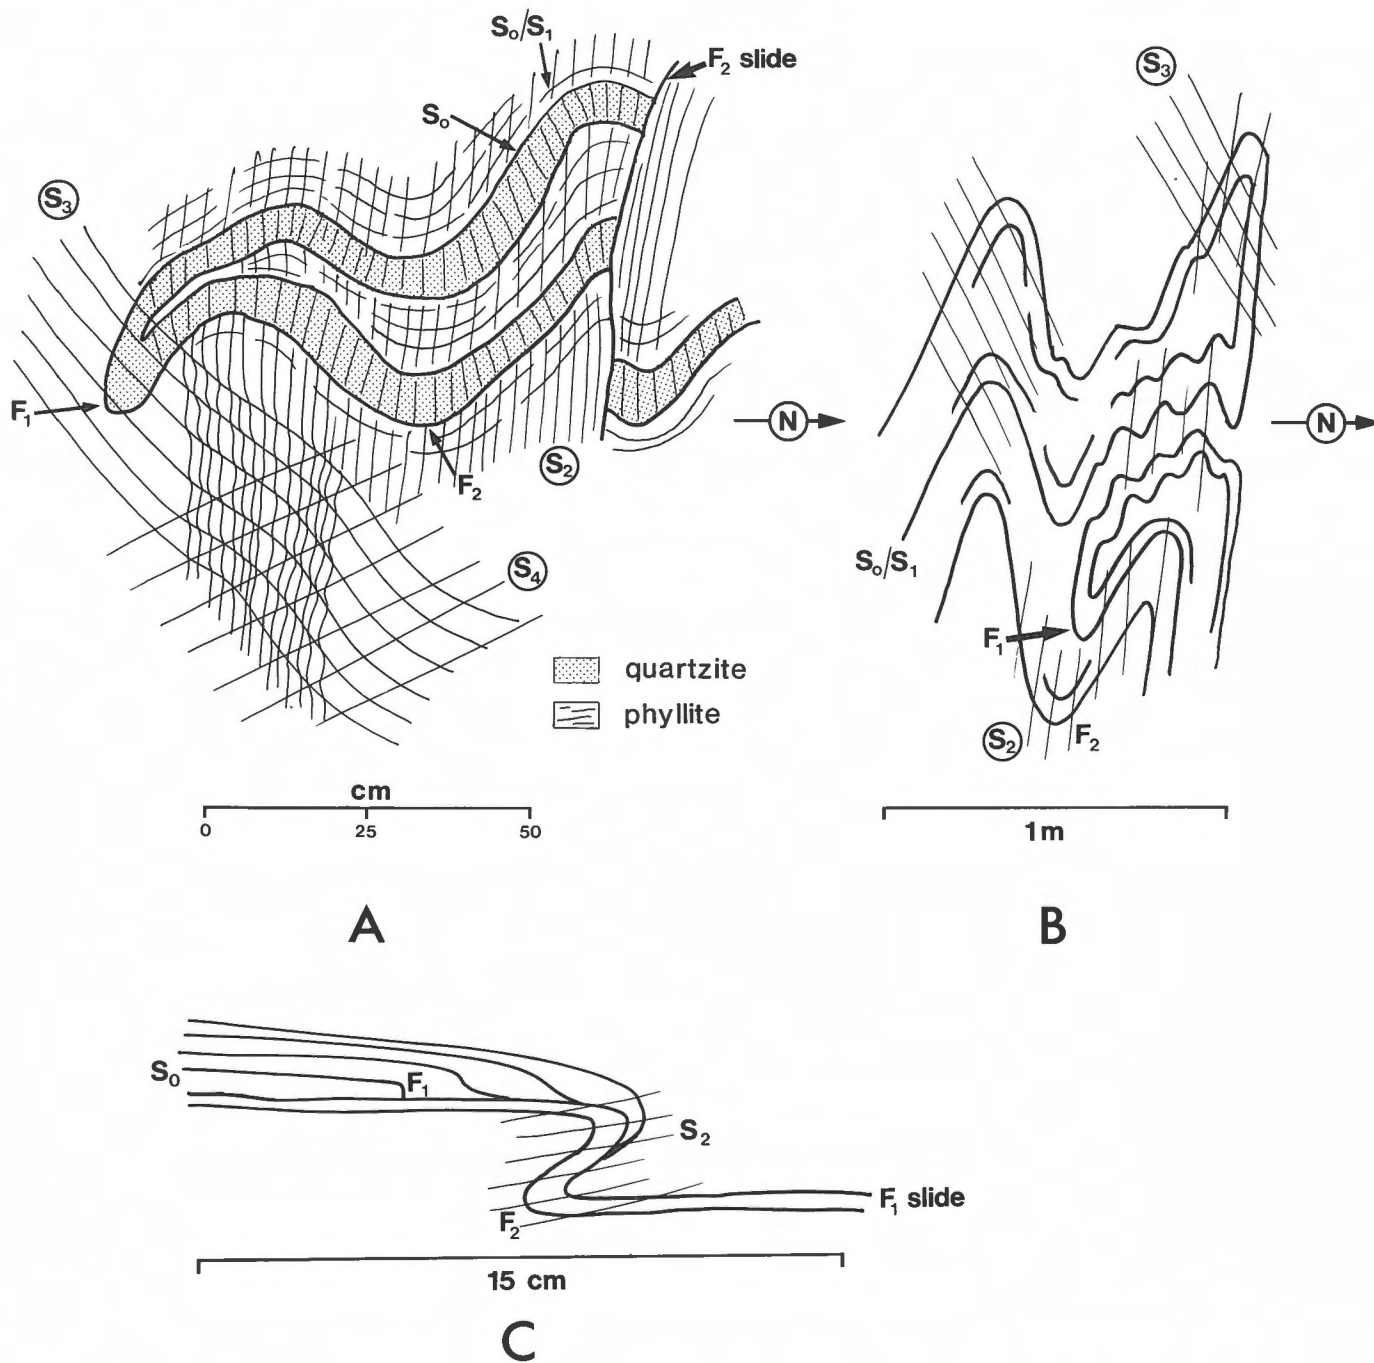 S₀/S₁
F₂ slide
S₀
S₃
F₁
F₂
S₂
N
S₄
quartzite
phyllite
cm
0 25 50
A
S₃
N
S₀/S₁
F₁
S₂
F₂
1m
B
S₀
F₁
S₂
F₁ slide
F₂
15 cm
C